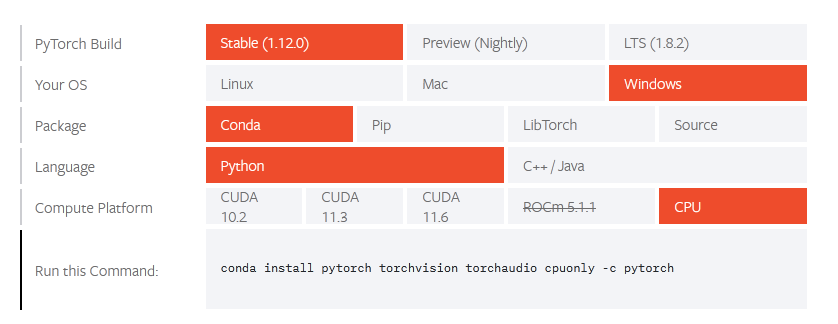 PyTorch Build Stable (1.12.0) Preview (Nightly) LTS (1.8.2)
Your OS Linux Mac Windows
Package Conda Pip LibTorch Source
Language Python C++ / Java
Compute Platform CUDA 10.2 CUDA 11.3 CUDA 11.6 ROCm 5.1.1 CPU
Run this Command: conda install pytorch torchvision torchaudio cpuonly -c pytorch